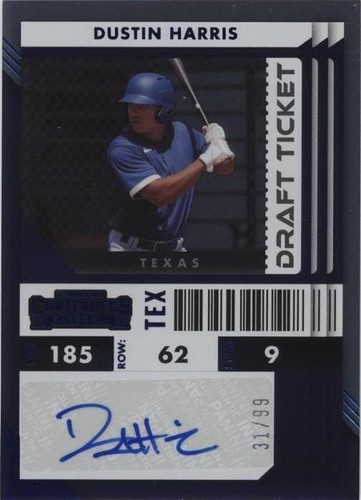 DUSTIN HARRIS
DRAFT TICKET
TEXAS
TEX
185
ROW:
62
9
31/99